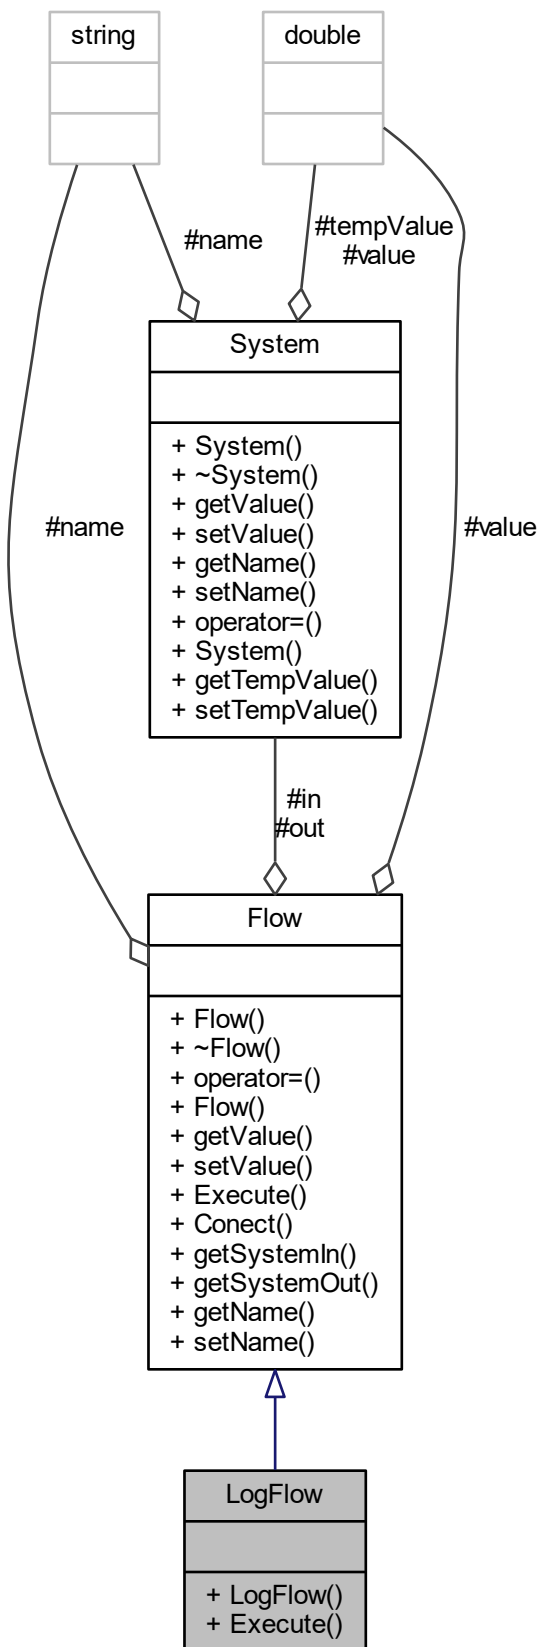 string
double
#name
#tempValue
#value
System
+ System()
+ ~System()
+ getValue()
+ setValue()
+ getName()
+ setName()
+ operator=()
+ System()
+ getTempValue()
+ setTempValue()
#name
#value
#in
#out
Flow
+ Flow()
+ ~Flow()
+ operator=()
+ Flow()
+ getValue()
+ setValue()
+ Execute()
+ Conect()
+ getSystemIn()
+ getSystemOut()
+ getName()
+ setName()
LogFlow
+ LogFlow()
+ Execute()